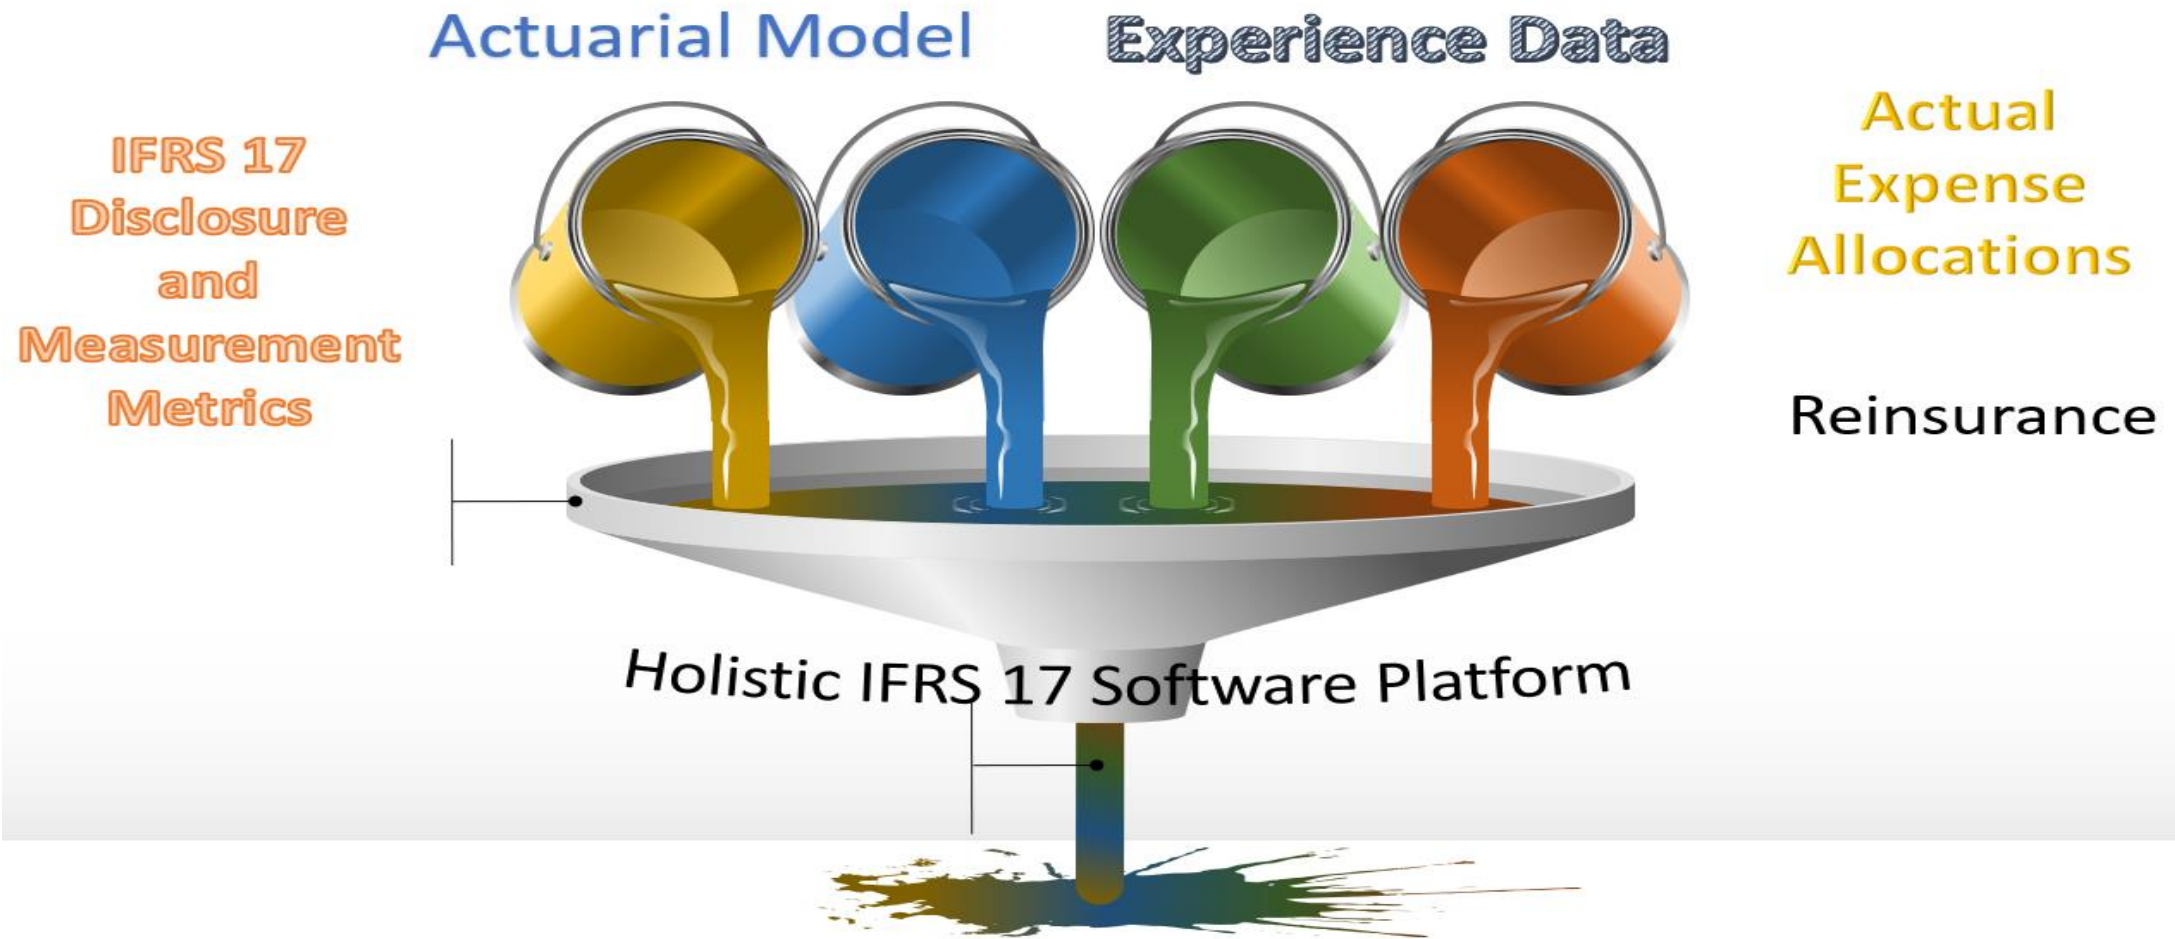 Actuarial Model
Experience Data
IFRS 17
Disclosure
and
Measurement
Metrics
Actual
Expense
Allocations
Reinsurance
Holistic IFRS 17 Software Platform